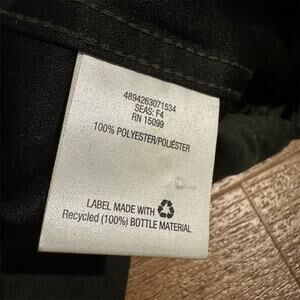 4894263071534
SEAS: F4
RN 15099
100% POLYESTER/POLIÉSTER
LABEL MADE WITH
Recycled (100%) BOTTLE MATERIAL